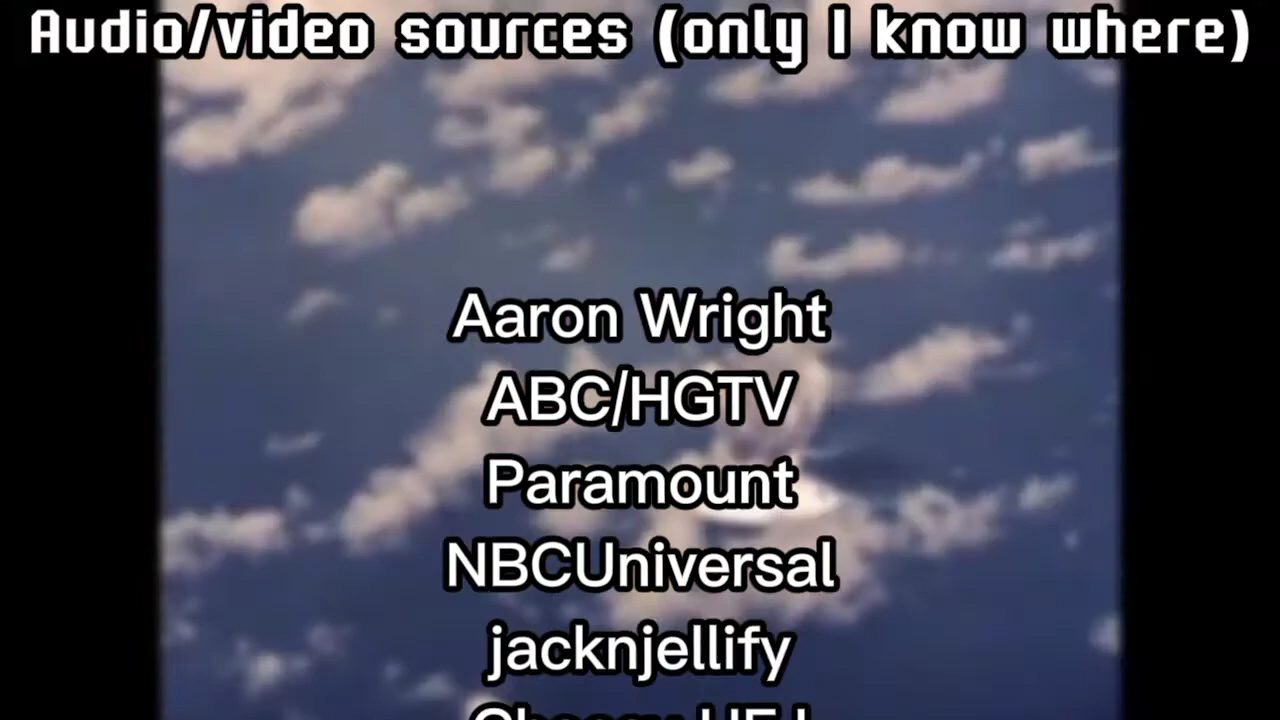 Audio/video sources (only I know where)
Aaron Wright
ABC/HGTV
Paramount
NBCUniversal
jacknjellify